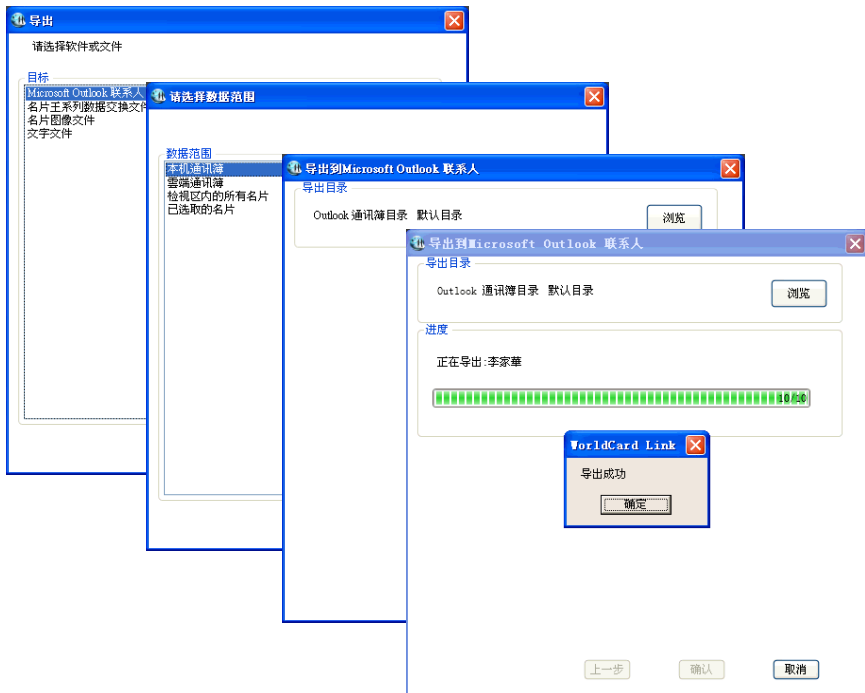 导出
请选择软件或文件
目标
Microsoft Outlook 联系人
名片王系列数据交换文件
名片图像文件
文字文件
请选择数据范围
数据范围
本机通讯簿
雲端通讯簿
检视区内的所有名片
已选取的名片
导出到Microsoft Outlook 联系人
导出目录
Outlook 通讯簿目录 默认目录
浏览
导出到Microsoft Outlook 联系人
导出目录
Outlook 通讯簿目录 默认目录
浏览
进度
正在导出:李家華
10/10
WorldCard Link
导出成功
确定
上一步
确认
取消